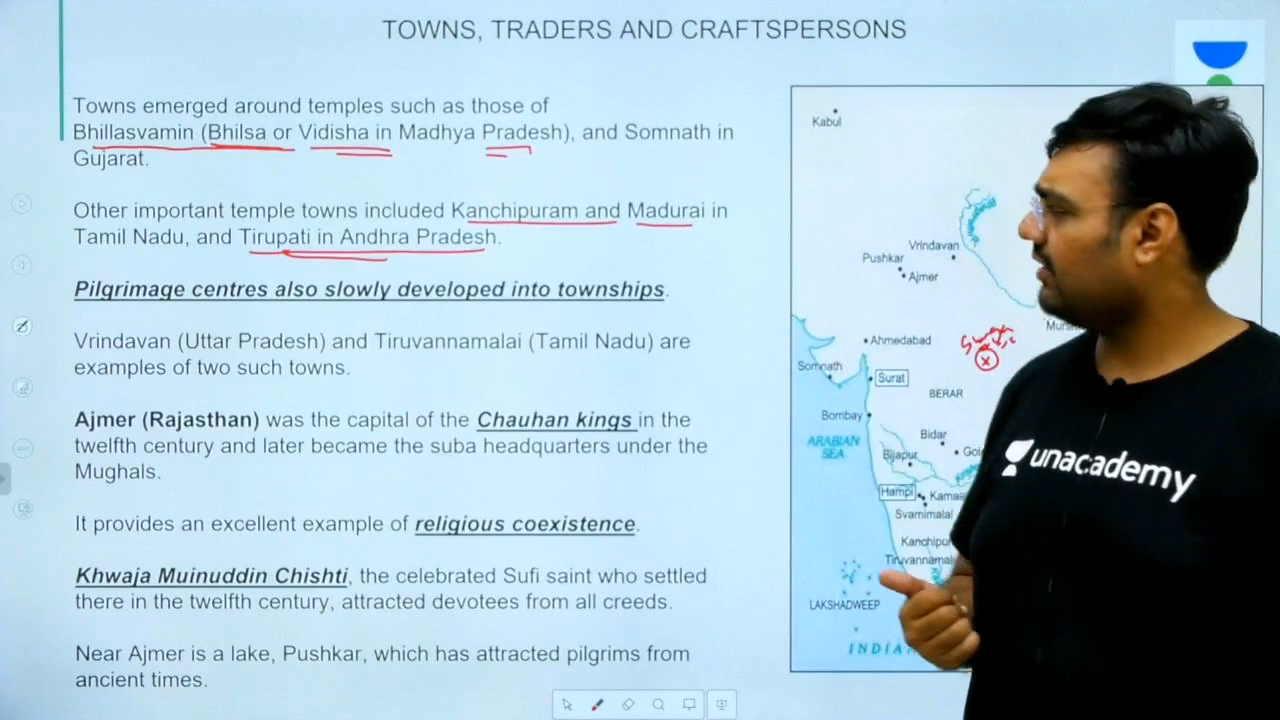 TOWNS, TRADERS AND CRAFTSPERSONS
Towns emerged around temples such as those of
Bhillasvamin (Bhilsa or Vidisha in Madhya Pradesh), and Somnath in
Gujarat.
Other important temple towns included Kanchipuram and Madurai in
Tamil Nadu, and Tirupati in Andhra Pradesh.
Pilgrimage centres also slowly developed into townships.
Vrindavan (Uttar Pradesh) and Tiruvannamalai (Tamil Nadu) are
examples of two such towns.
Ajmer (Rajasthan) was the capital of the Chauhan kings in the
twelfth century and later became the suba headquarters under the
Mughals.
It provides an excellent example of religious coexistence.
Khwaja Muinuddin Chishti, the celebrated Sufi saint who settled
there in the twelfth century, attracted devotees from all creeds.
Near Ajmer is a lake, Pushkar, which has attracted pilgrims from
ancient times.
Kabul
Vrindavan
Pushkar
Ajmer
Ahmedabad
Somnath
Surat
BERAR
Bombay
Bidar
ARABIAN
SEA
Bijapur
Gol
Hampi
Kamal
Svamimalai
Kanchipur
Tiruvannamal
LAKSHADWEEP
INDIA
unacademy